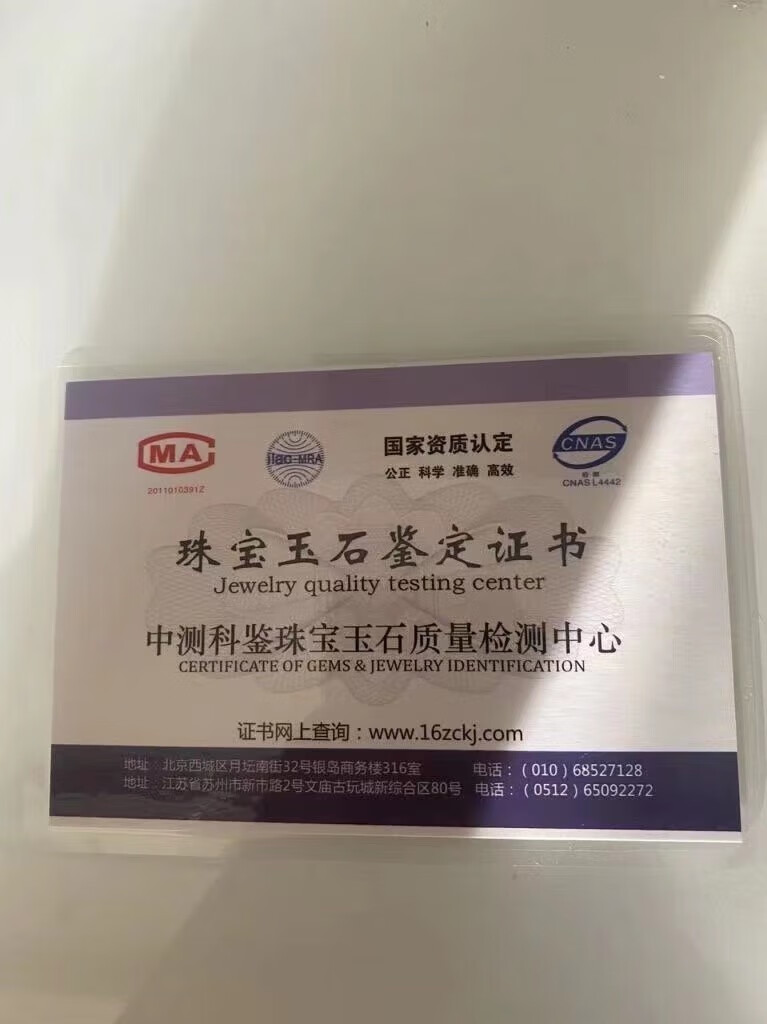 MA
2011010391Z
ilac-MRA
国家资质认定
公正 科学 准确 高效
CNAS
检测
CNAS L4442
珠宝玉石鉴定证书
Jewelry quality testing center
中测科鉴珠宝玉石质量检测中心
CERTIFICATE OF GEMS & JEWELRY IDENTIFICATION
证书网上查询：www.16zckj.com
地址：北京西城区月坛南街32号银岛商务楼316室 电话：（010）68527128
地址：江苏省苏州市新市路2号文庙古玩城新综合区80号 电话：（0512）65092272